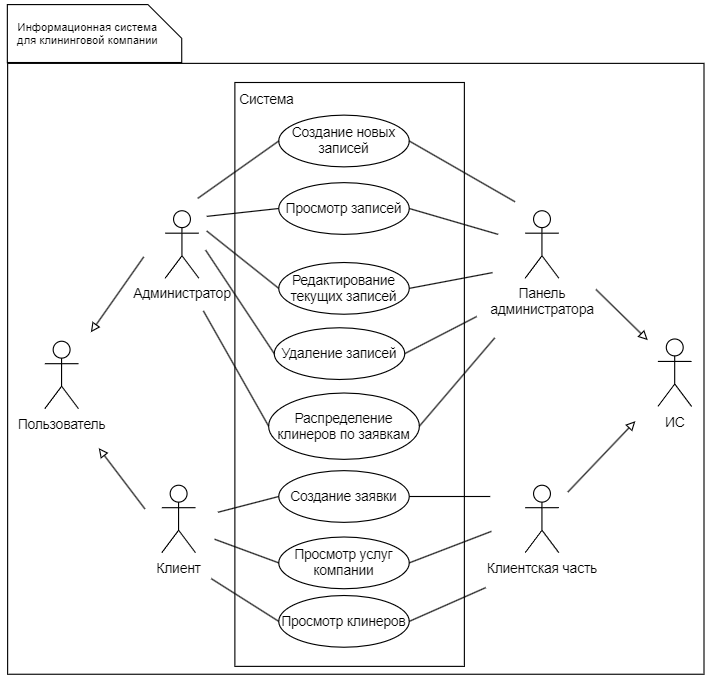 Информационная система
для клининговой компании
Система
Создание новых
записей
Просмотр записей
Администратор
Редактирование
текущих записей
Панель
администратора
Удаление записей
Пользователь
Распределение
клинеров по заявкам
ИС
Создание заявки
Клиент
Просмотр услуг
компании
Клиентская часть
Просмотр клинеров